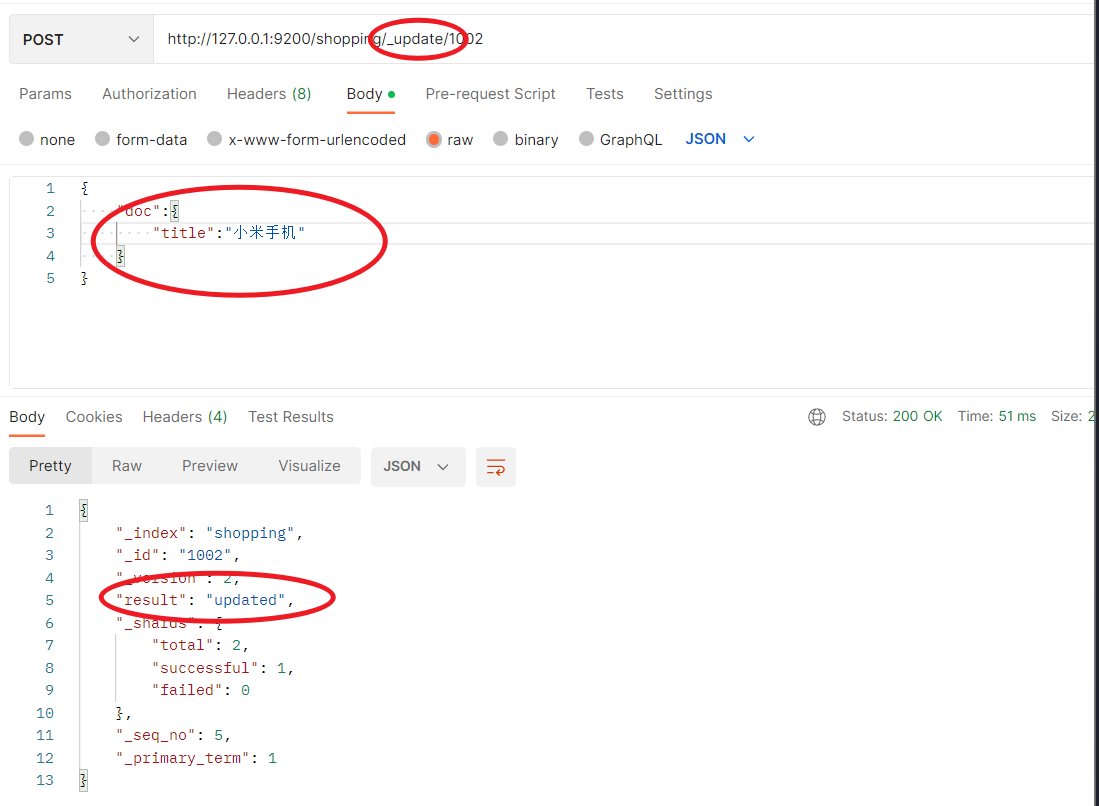 POST http://127.0.0.1:9200/shopping/_update/1002
Params Authorization Headers (8) Body Pre-request Script Tests Settings
none form-data x-www-form-urlencoded raw binary GraphQL JSON
1 {
2 "doc":{
3 "title":"小米手机"
4 }
5 }
Body Cookies Headers (4) Test Results Status: 200 OK Time: 51 ms Size: 2
Pretty Raw Preview Visualize JSON
1 {
2 "_index": "shopping",
3 "_id": "1002",
4 "_version": 2,
5 "result": "updated",
6 "_shards": {
7 "total": 2,
8 "successful": 1,
9 "failed": 0
10 },
11 "_seq_no": 5,
12 "_primary_term": 1
13 }